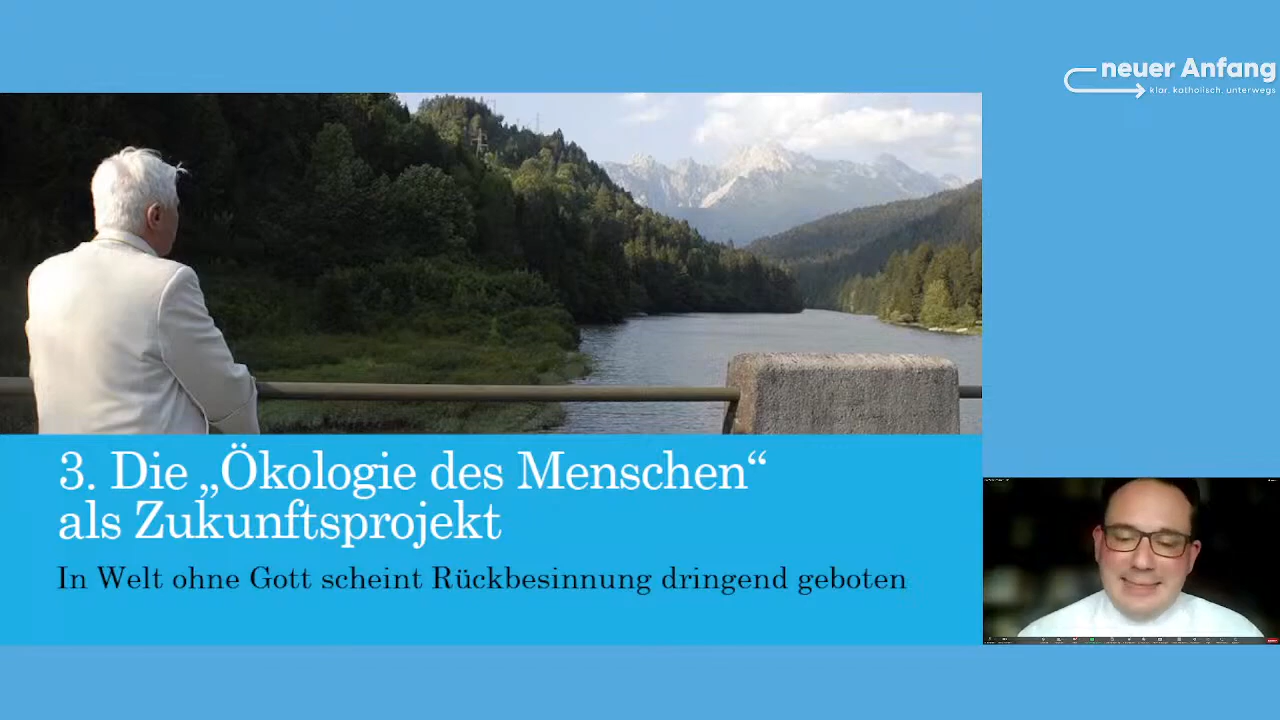 neuer Anfang
klar. katholisch. unterwegs
3. Die „Ökologie des Menschen“
als Zukunftsprojekt
In Welt ohne Gott scheint Rückbesinnung dringend geboten